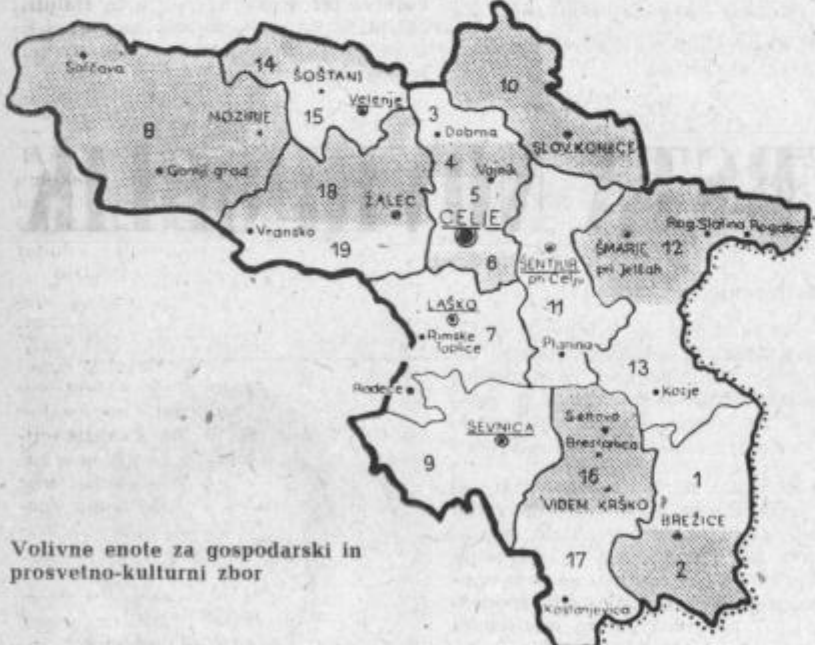 Solčava
14
ŠOŠTANJ
15
Velenje
10
8
MOZIRJE
Gornji grad
3
Dobrna
SLOV. KONJICE
4
Vojnik
18
5
ŽALEC
CELJE
Rog. Slatina Rogatec
ŠMARJE
pri Jelšah
12
Vransko
19
6
ŠENTJUR
pri Celju
11
LAŠKO
7
Rimske
Toplice
Planina
13
Kozje
Radeče
SEVNICA
9
Senovo
Brestanica
16
VIDEM KRŠKO
1
BREŽICE
2
17
Kostanjevica
Volivne enote za gospodarski in
prosvetno-kulturni zbor